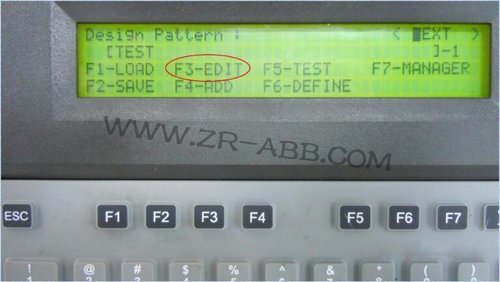 Design Pattern : < EXT >
[TEST ]-1
F1-LOAD F3-EDIT F5-TEST F7-MANAGER
F2-SAVE F4-ADD F6-DEFINE
WWW.ZR-ABB.COM
ESC F1 F2 F3 F4 F5 F6 F7
! @ # $ % ^ & * ( )
1